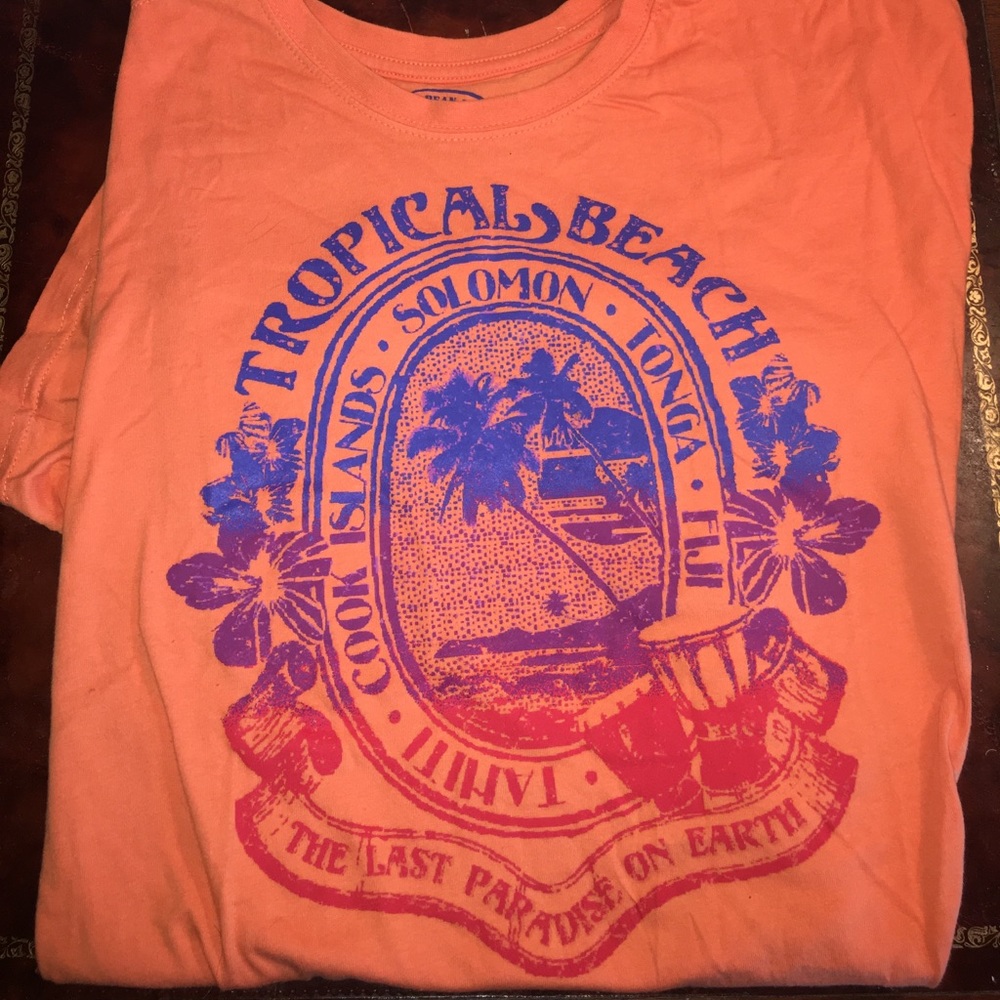 TROPICAL BEACH
COOK ISLANDS · SOLOMON · TONGA · FIJI
· TAHITI ·
THE LAST PARADISE ON EARTH